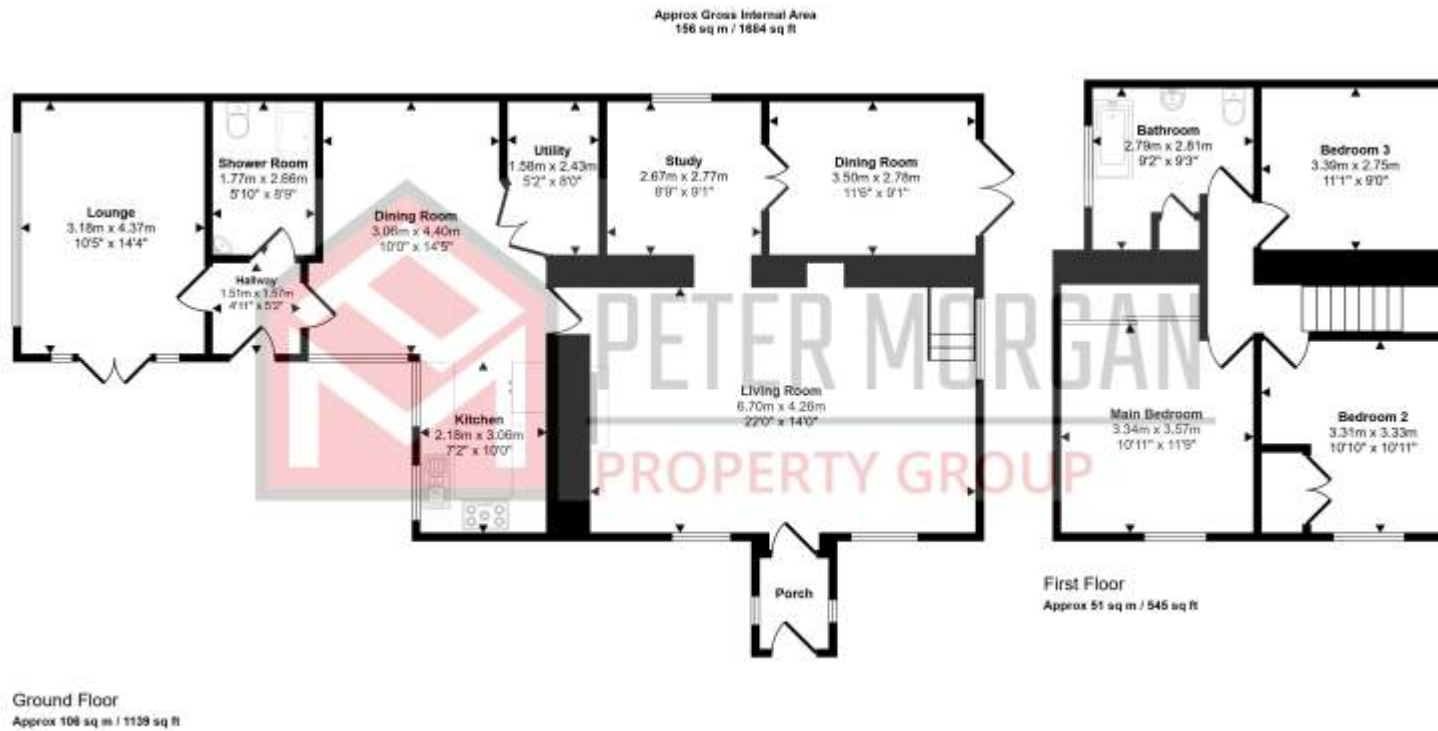 Approx Gross Internal Area
156 sq m / 1684 sq ft
Lounge
3.18m x 4.37m
10'5" x 14'4"
Shower Room
1.77m x 2.66m
5'10" x 8'9"
Hallway
1.51m x 1.57m
4'11" x 5'2"
Dining Room
3.06m x 4.40m
10'0" x 14'5"
Utility
1.58m x 2.43m
5'2" x 8'0"
Study
2.67m x 2.77m
8'9" x 9'1"
Dining Room
3.50m x 2.78m
11'6" x 9'1"
Kitchen
2.18m x 3.06m
7'2" x 10'0"
Living Room
6.70m x 4.26m
22'0" x 14'0"
Porch
PETER MORGAN
PROPERTY GROUP
Bathroom
2.79m x 2.81m
9'2" x 9'3"
Bedroom 3
3.39m x 2.75m
11'1" x 9'0"
Main Bedroom
3.34m x 3.57m
10'11" x 11'9"
Bedroom 2
3.31m x 3.33m
10'10" x 10'11"
First Floor
Approx 51 sq m / 545 sq ft
Ground Floor
Approx 106 sq m / 1139 sq ft